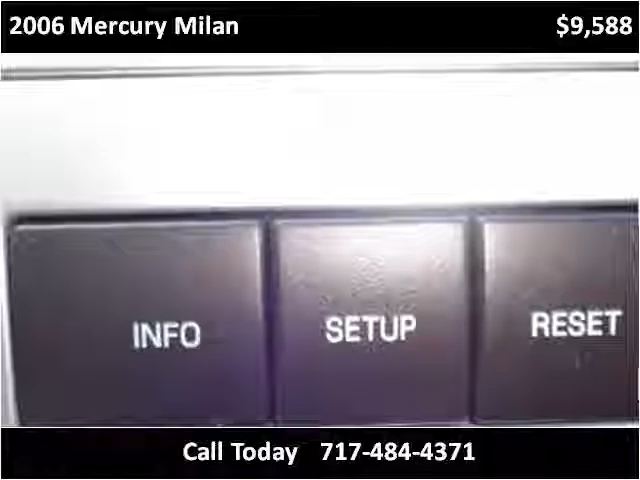 2006 Mercury Milan $9,588
INFO SETUP RESET
Call Today 717-484-4371